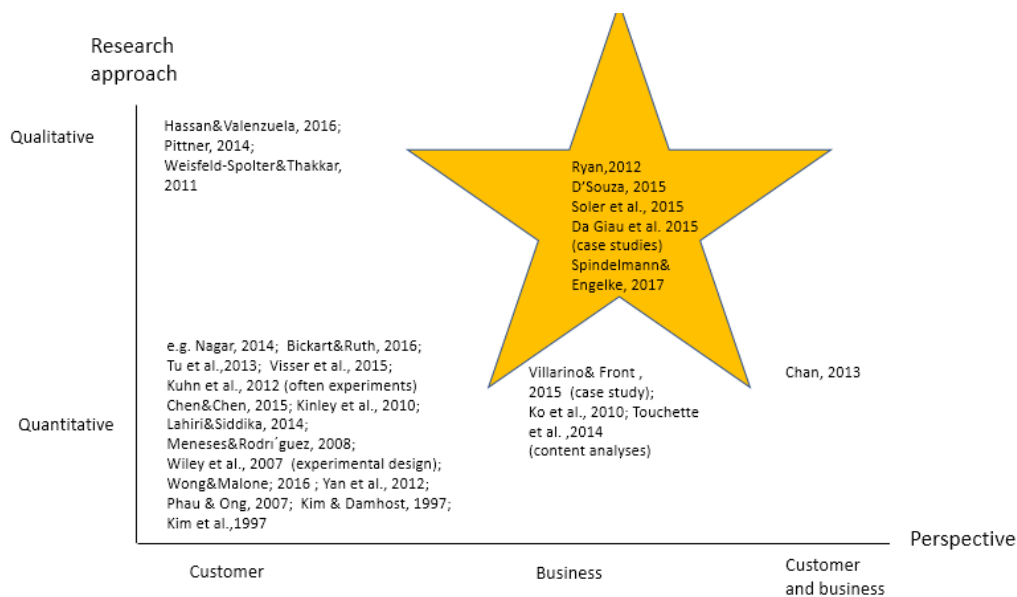 Research
approach
Qualitative
Hassan&Valenzuela, 2016;
Pittner, 2014;
Weisfeld-Spolter&Thakkar,
2011
Ryan,2012
D’Souza, 2015
Soler et al., 2015
Da Giau et al. 2015
(case studies)
Spindelmann&
Engelke, 2017
Quantitative
e.g. Nagar, 2014;  Bickart&Ruth, 2016;
Tu et al.,2013;  Visser et al., 2015;
Kuhn et al., 2012 (often experiments)
Chen&Chen, 2015; Kinley et al., 2010;
Lahiri&Siddika, 2014;
Meneses&Rodrı´guez, 2008;
Wiley et al., 2007  (experimental design);
Wong&Malone; 2016 ; Yan et al., 2012;
Phau & Ong, 2007;  Kim & Damhost, 1997;
Kim et al.,1997
Villarino& Front ,
2015  (case study);
Ko et al., 2010; Touchette
et al. ,2014
(content analyses)
Chan, 2013
Perspective
Customer
Business
Customer
and business